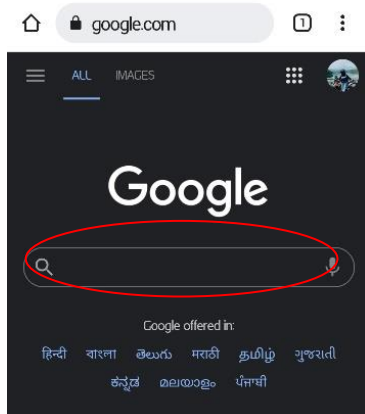 google.com 1
ALL IMAGES
Google
Google offered in:
हिन्दी বাংলা తెలుగు मराठी தமிழ் ગુજરાતી
ಕನ್ನಡ മലയാളം ਪੰਜਾਬੀ